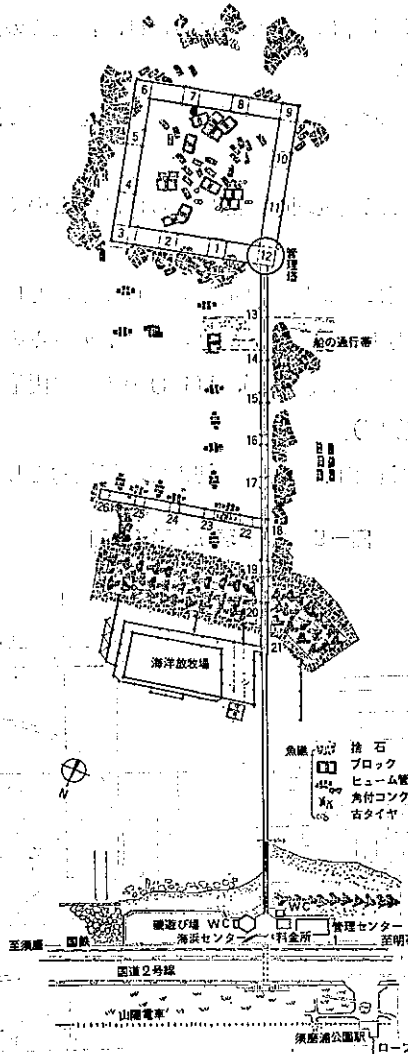 6 7 8 9
5 10
4 11
3 2 1 12
管理塔
13
船の通行帯
14
15
16
17
26 25 24 23 22 18
19
20
21
海洋放牧場
魚礁
捨石
ブロック
ヒューム管
角付コンク
古タイヤ
N
磯遊び場 WC WC
海浜センター 料金所 管理センター
至須磨 国鉄 至明石
国道2号線
山陽電車
須磨浦公園駅
ロープ